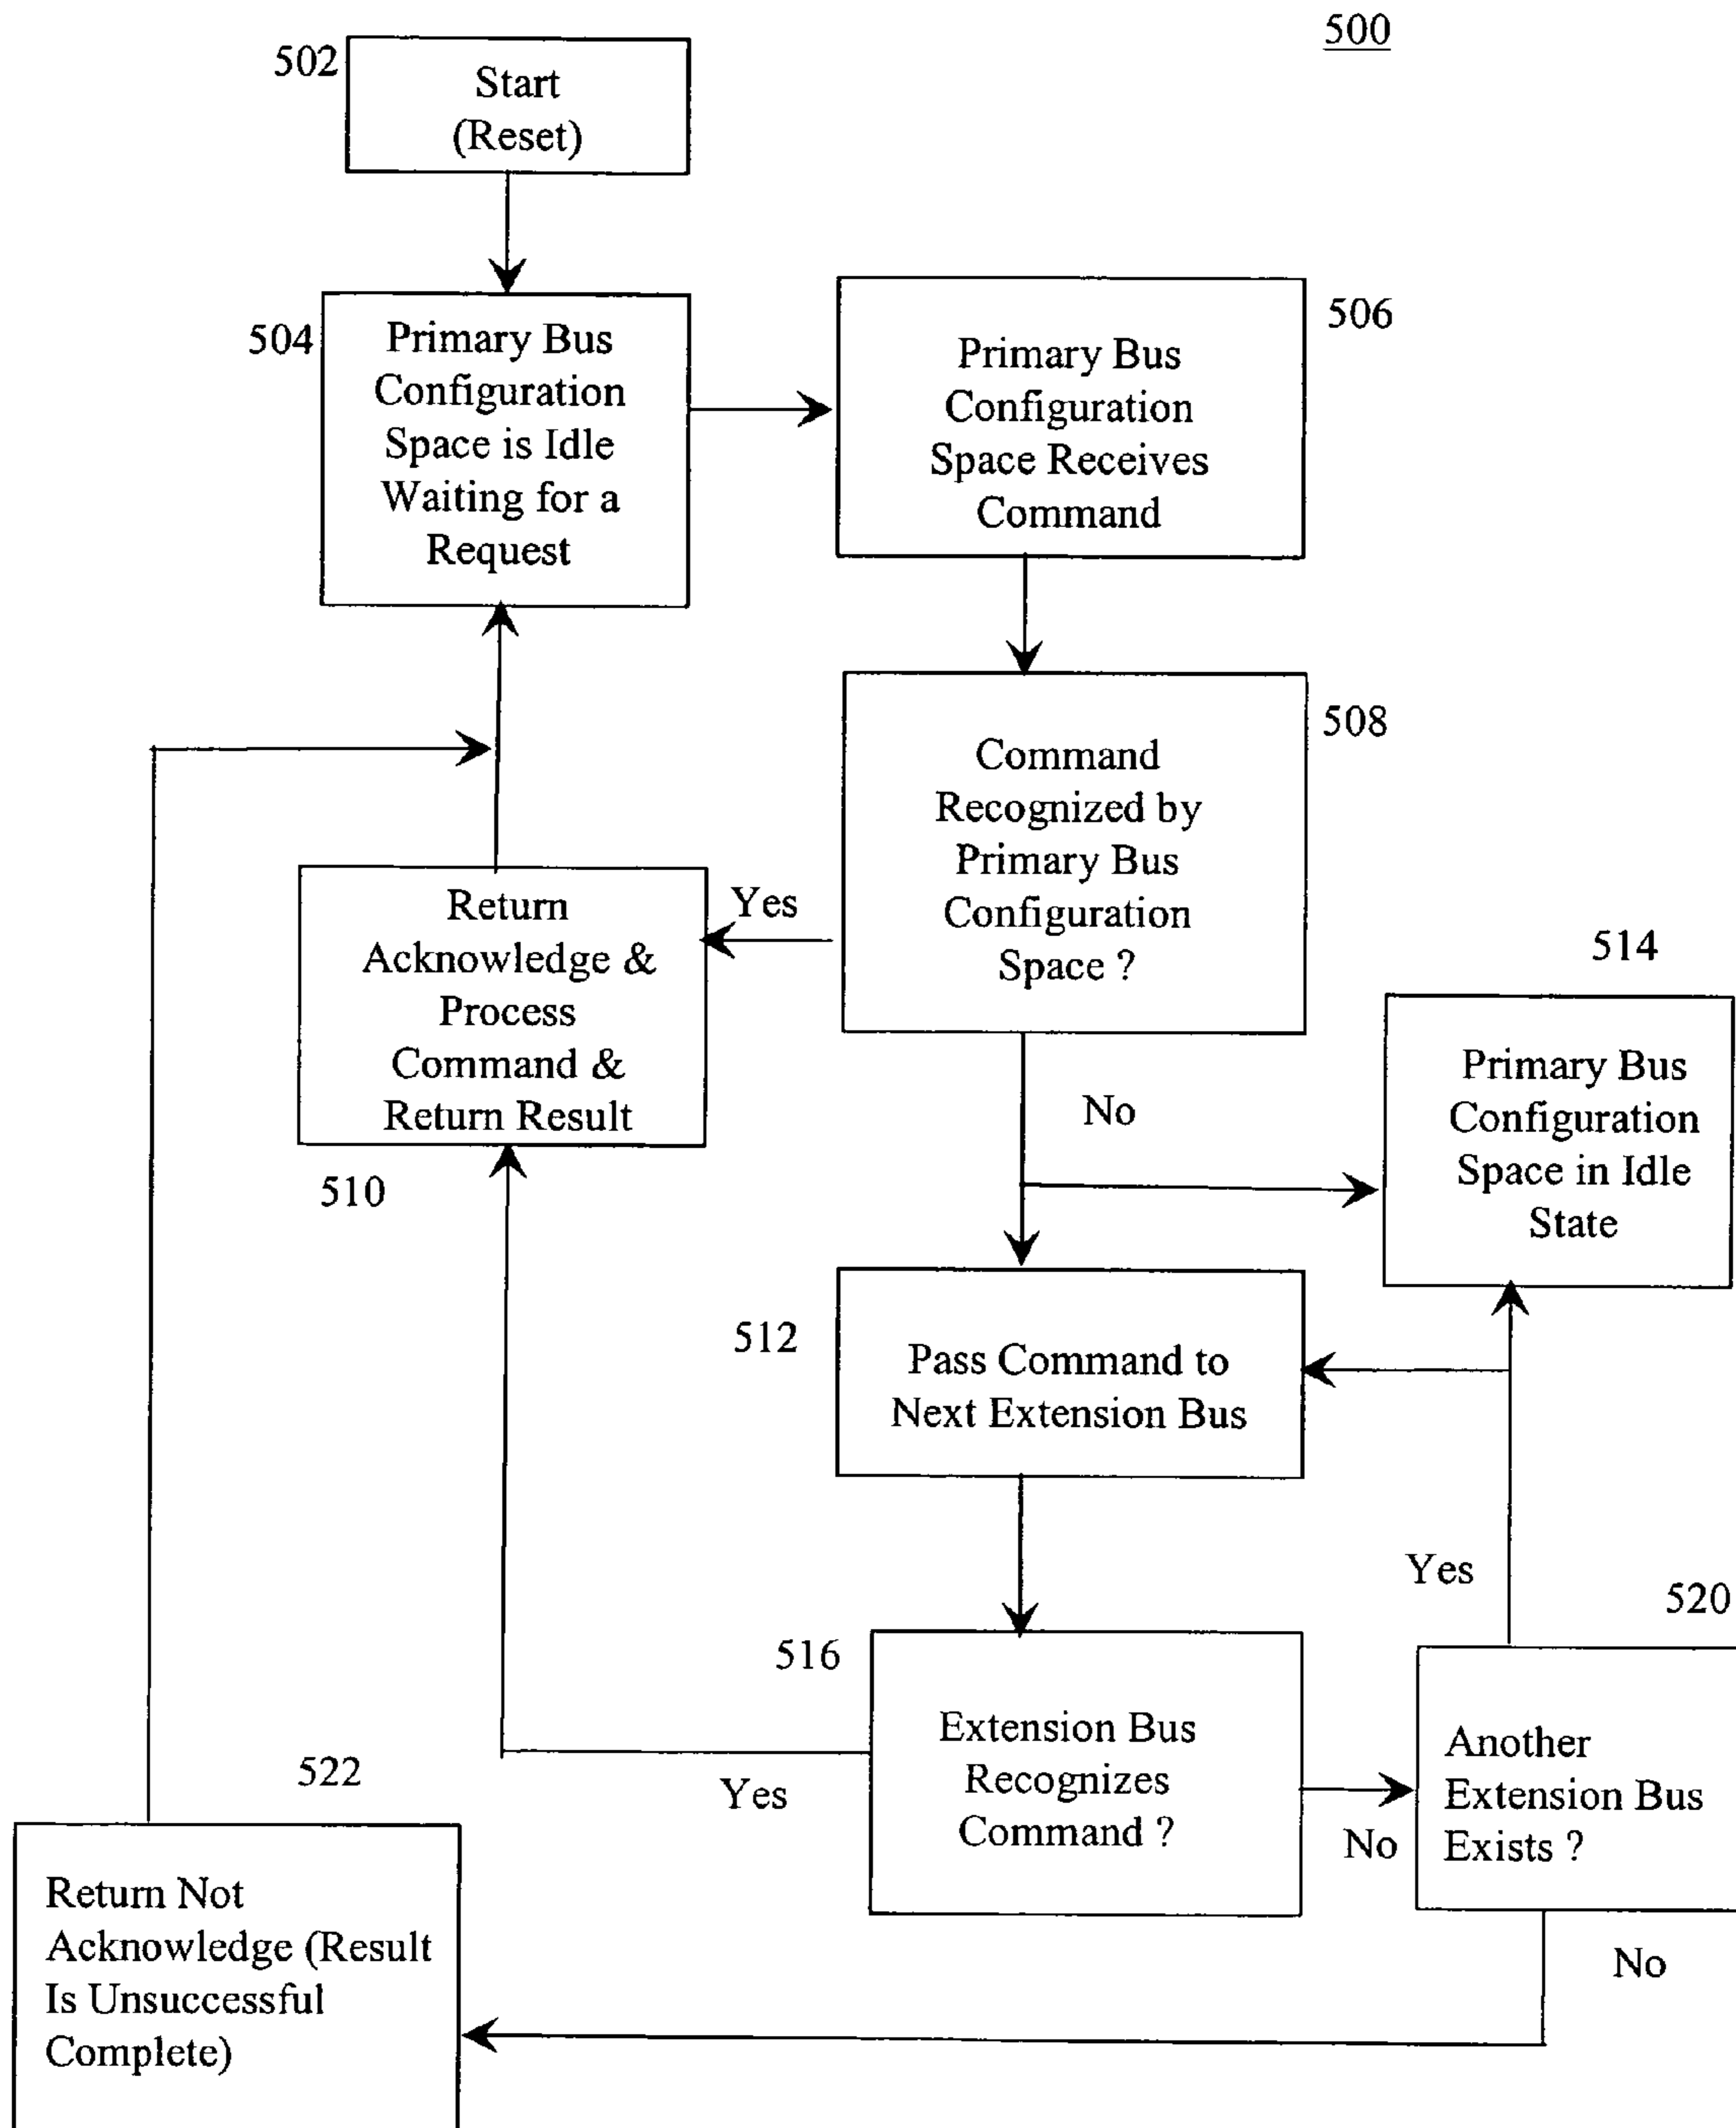 500
502
Start
(Reset)
504
Primary Bus
Configuration
Space is Idle
Waiting for a
Request
506
Primary Bus
Configuration
Space Receives
Command
508
Command
Recognized by
Primary Bus
Configuration
Space ?
Yes
Return
Acknowledge &
Process
Command &
Return Result
510
No
514
Primary Bus
Configuration
Space in Idle
State
512
Pass Command to
Next Extension Bus
Yes
520
516
Extension Bus
Recognizes
Command ?
Yes
No
Another
Extension Bus
Exists ?
No
522
Return Not
Acknowledge (Result
Is Unsuccessful
Complete)